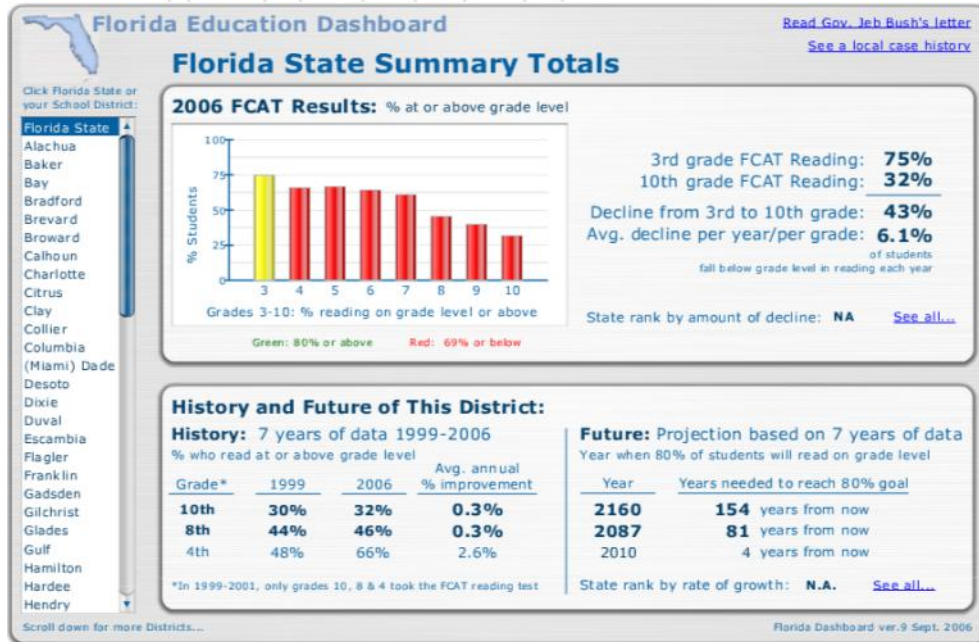 Florida Education Dashboard
Read Gov. Jeb Bush's letter
See a local case history
Florida State Summary Totals
Click Florida State or
your School District:
Florida State
Alachua
Baker
Bay
Bradford
Brevard
Broward
Calhoun
Charlotte
Citrus
Clay
Collier
Columbia
(Miami) Dade
Desoto
Dixie
Duval
Escambia
Flagler
Franklin
Gadsden
Gilchrist
Glades
Gulf
Hamilton
Hardee
Hendry
Scroll down for more Districts...
2006 FCAT Results: % at or above grade level
100
75
50
25
0
% Students
3 4 5 6 7 8 9 10
Grades 3-10: % reading on grade level or above
Green: 80% or above Red: 69% or below
3rd grade FCAT Reading: 75%
10th grade FCAT Reading: 32%
Decline from 3rd to 10th grade: 43%
Avg. decline per year/per grade: 6.1%
of students
fall below grade level in reading each year
State rank by amount of decline: NA See all...
History and Future of This District:
History: 7 years of data 1999-2006
% who read at or above grade level
Avg. annual
Grade* 1999 2006 % improvement
10th 30% 32% 0.3%
8th 44% 46% 0.3%
4th 48% 66% 2.6%
*In 1999-2001, only grades 10, 8 & 4 took the FCAT reading test
Future: Projection based on 7 years of data
Year when 80% of students will read on grade level
Year Years needed to reach 80% goal
2160 154 years from now
2087 81 years from now
2010 4 years from now
State rank by rate of growth: N.A. See all...
Florida Dashboard ver.9 Sept. 2006